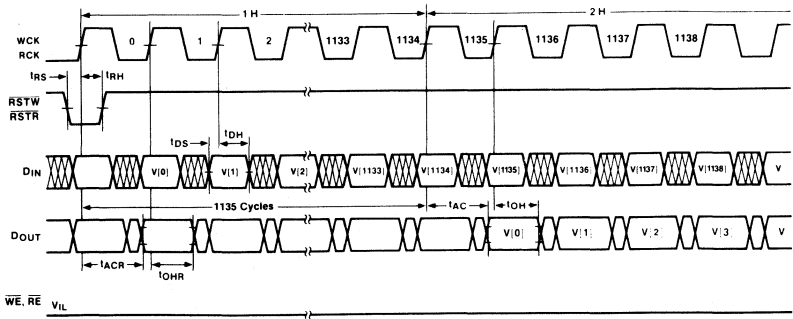 1 H 2 H
WCK
RCK 0 1 2 1133 1134 1135 1136 1137 1138
tRS tRH
RSTW
RSTR
tDS tDH
DIN V[0] V[1] V[2] V[1133] V[1134] V[1135] V[1136] V[1137] V[1138] V
1135 Cycles tAC tOH
DOUT V[0] V[1] V[2] V[3] V
tACR tOHR
WE, RE VIL